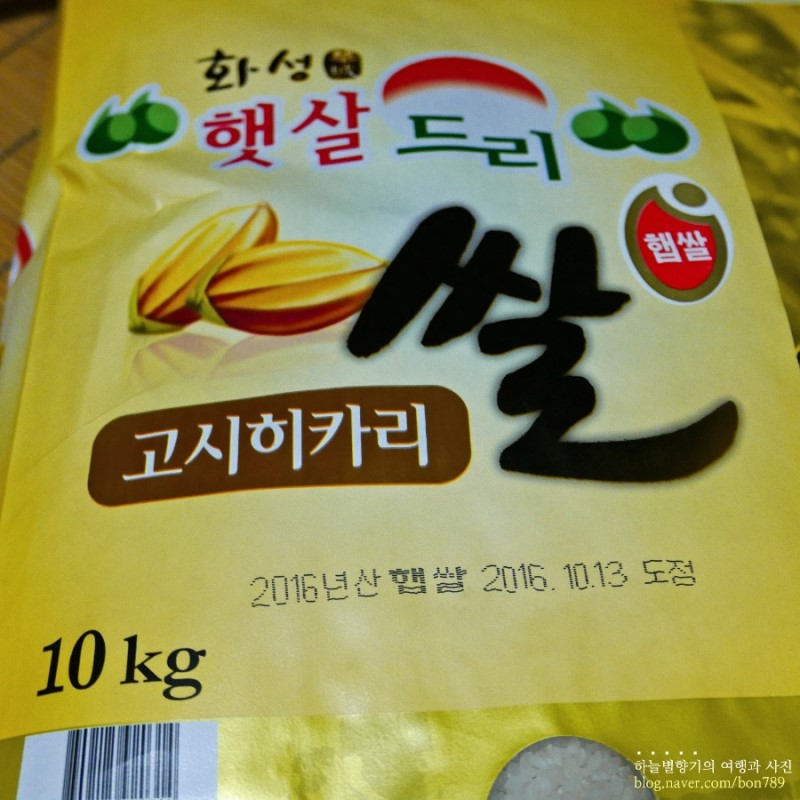 화성
햇살드리
햅쌀
쌀
고시히카리
2016년산 햅쌀 2016.10.13 도정
10 kg
하늘별향기의 여행과 사진
blog.naver.com/bon789